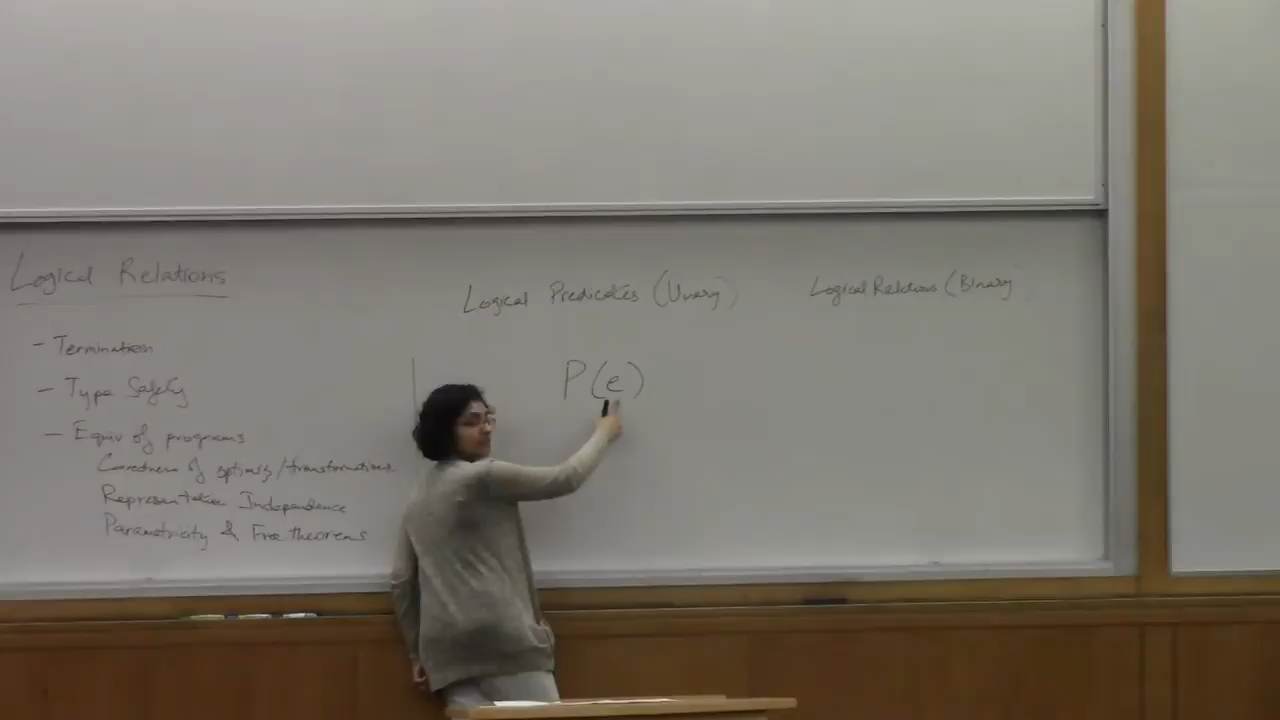 Logical Relations
- Termination
- Type Safety
- Equiv of programs
Correctness of optims/transformations
Representation Independence
Parametricity & Free theorems
Logical Predicates (Unary)
P(e)
Logical Relations (Binary